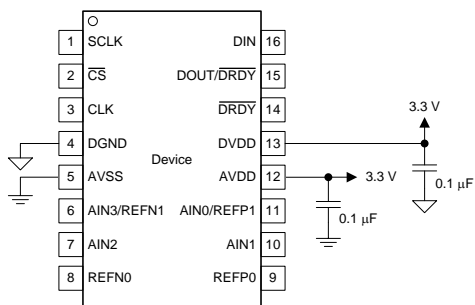 1 SCLK DIN 16
2 CS DOUT/DRDY 15
3 CLK DRDY 14
3.3 V
4 DGND DVDD 13
Device
5 AVSS AVDD 12
3.3 V
0.1 μF
6 AIN3/REFN1 AIN0/REFP1 11
0.1 μF
7 AIN2 AIN1 10
8 REFN0 REFP0 9